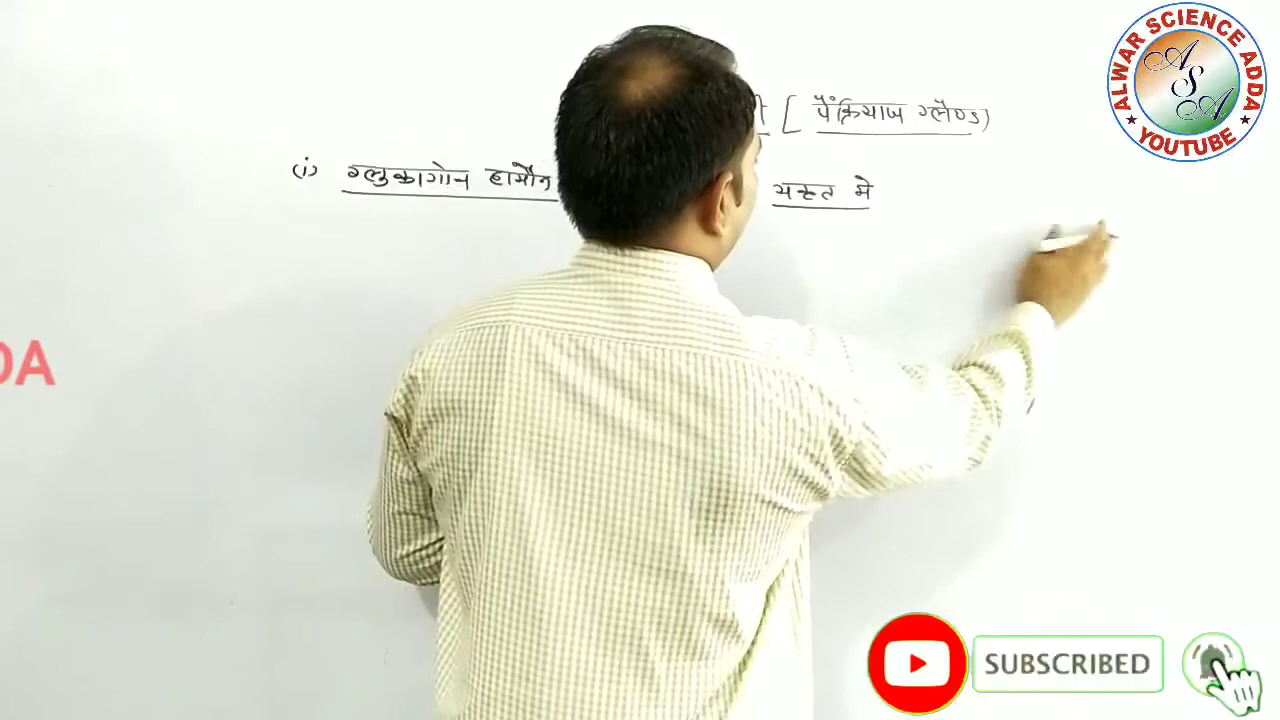 [ पैंक्रियाज ग्लैण्ड)
(i) ग्लुकागोन हार्मोन यकृत मे
DA
ALWAR SCIENCE ADDA
ASA
★ YOUTUBE ★
SUBSCRIBED